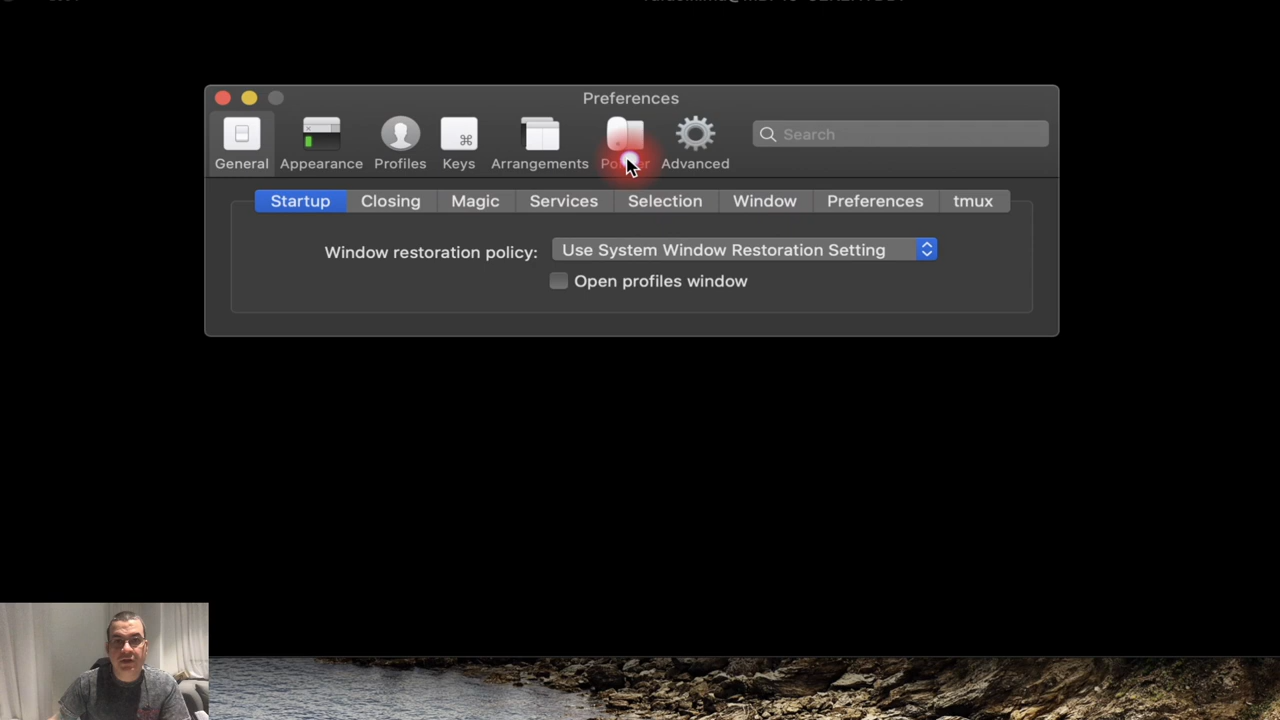 Preferences
General Appearance Profiles Keys Arrangements Advanced
Search
Startup Closing Magic Services Selection Window Preferences tmux
Window restoration policy: Use System Window Restoration Setting
Open profiles window